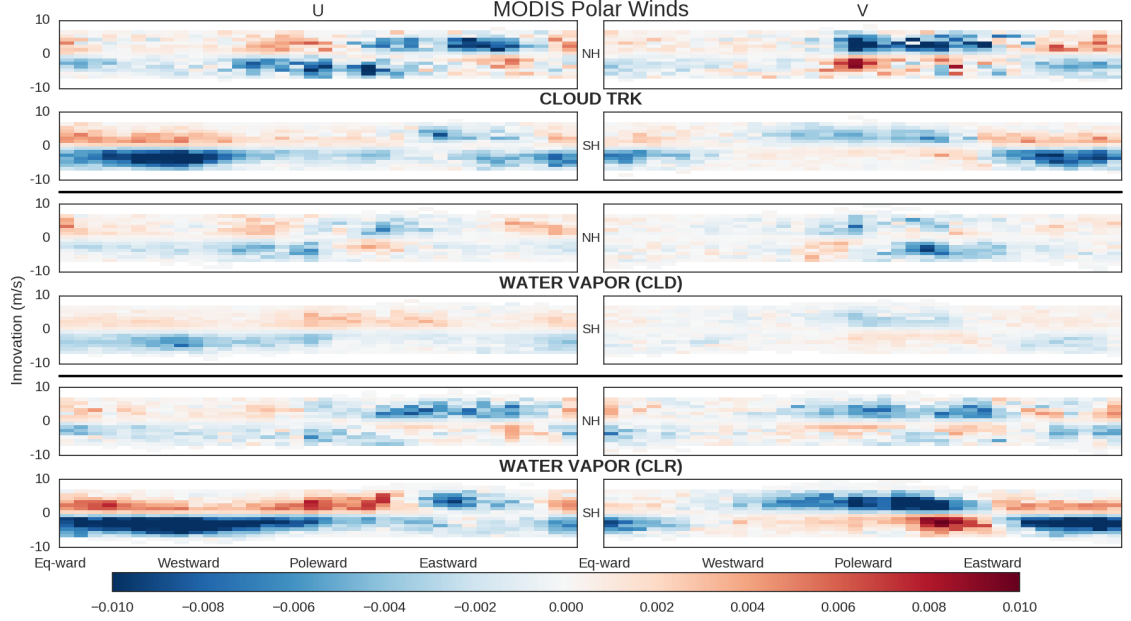 MODIS Polar Winds
U V
10
0
-10
NH
CLOUD TRK
10
0
-10
SH
10
0
-10
NH
WATER VAPOR (CLD)
10
0
-10
SH
10
0
-10
NH
WATER VAPOR (CLR)
10
0
-10
SH
Innovation (m/s)
Eq-ward Westward Poleward Eastward Eq-ward Westward Poleward Eastward
−0.010 −0.008 −0.006 −0.004 −0.002 0.000 0.002 0.004 0.006 0.008 0.010